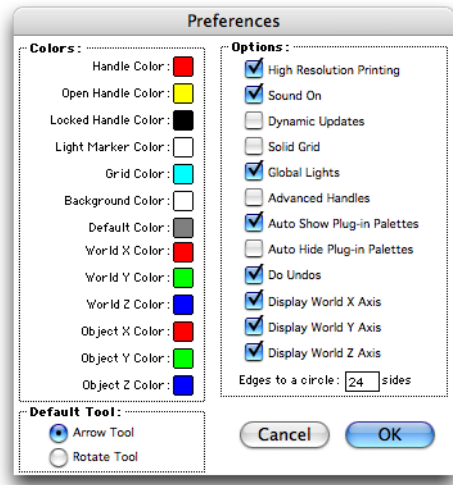 Preferences
Colors:
Handle Color:
Open Handle Color:
Locked Handle Color:
Light Marker Color:
Grid Color:
Background Color:
Default Color:
World X Color:
World Y Color:
World Z Color:
Object X Color:
Object Y Color:
Object Z Color:
Default Tool:
Arrow Tool
Rotate Tool
Options:
High Resolution Printing
Sound On
Dynamic Updates
Solid Grid
Global Lights
Advanced Handles
Auto Show Plug-in Palettes
Auto Hide Plug-in Palettes
Do Undos
Display World X Axis
Display World Y Axis
Display World Z Axis
Edges to a circle: 24 sides
Cancel OK